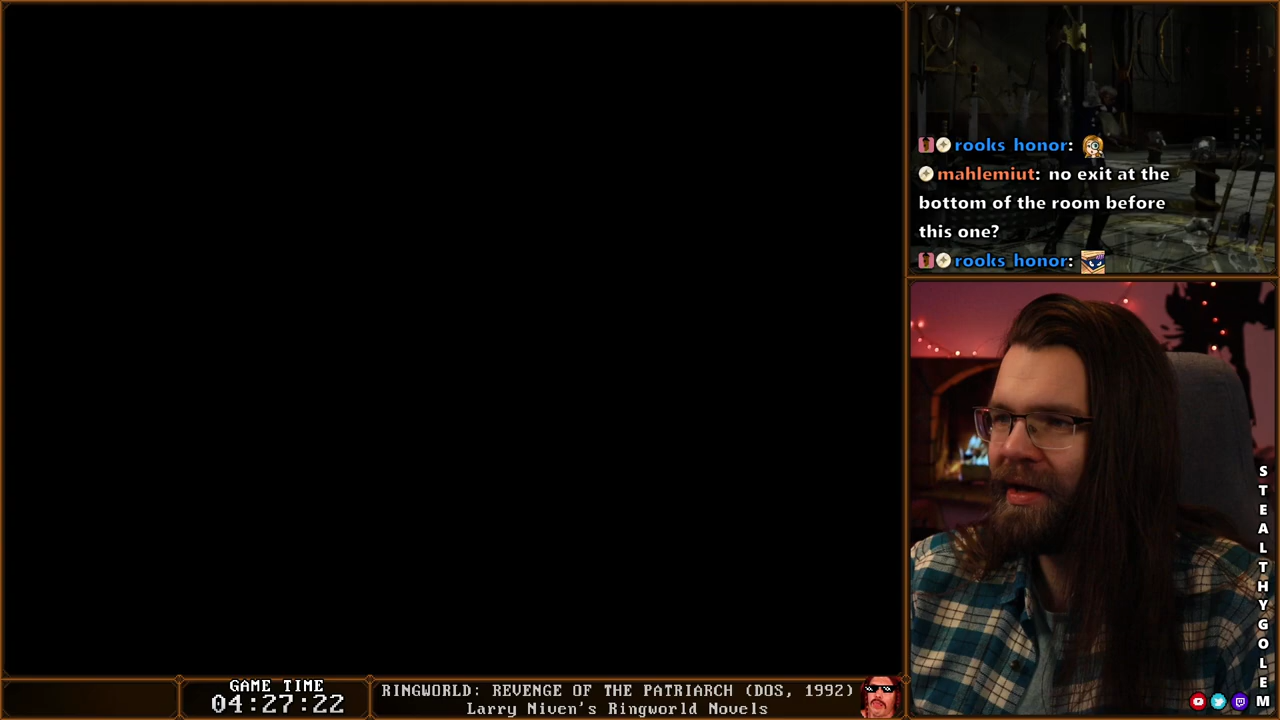 rooks honor:
mahlemiut: no exit at the
bottom of the room before
this one?
rooks honor:
STEALTHYGOLEM
GAME TIME
04:27:22
RINGWORLD: REVENGE OF THE PATRIARCH (DOS, 1992)
Larry Niven's Ringworld Novels